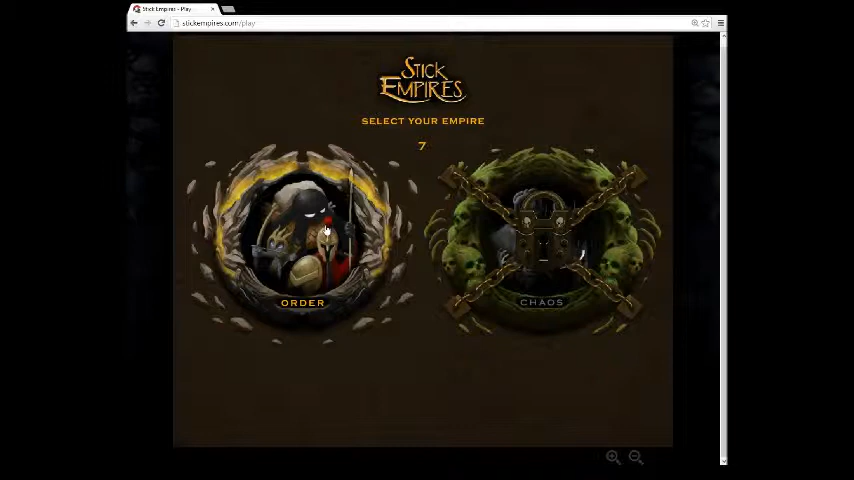 Stick Empires - Play
stickempires.com/play
STICK
EMPIRES
SELECT YOUR EMPIRE
7
ORDER
CHAOS